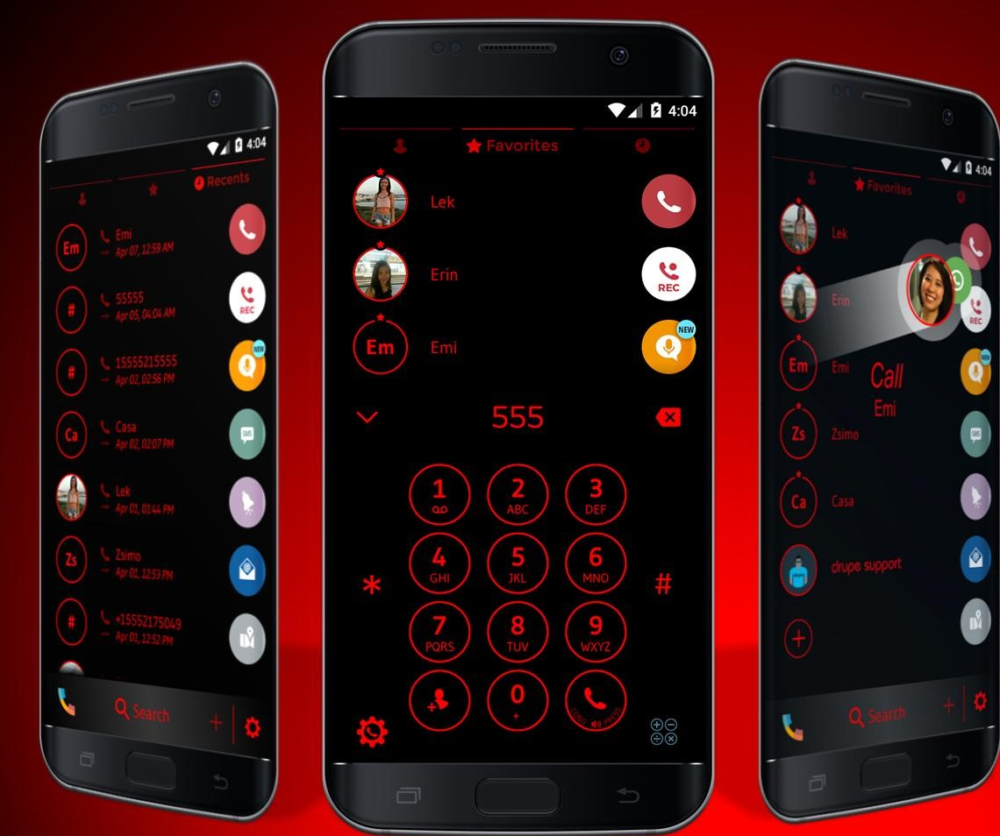 4:04
Recents
Em
Emi
Apr 07, 12:59 AM
#
55555
Apr 05, 04:04 AM
REC
#
15555215555
Apr 02, 02:56 PM
NEW
Ca
Casa
Apr 02, 02:07 PM
SMS
Lek
Apr 01, 01:44 PM
Zs
Zsimo
Apr 01, 12:53 PM
@
#
+15552175049
Apr 01, 12:52 PM
Search
+
4:04
Favorites
Lek
Erin
REC
Em
Emi
NEW
555
1
2 ABC
3 DEF
4 GHI
5 JKL
6 MNO
*
#
7 PQRS
8 TUV
9 WXYZ
0 +
LONG PRESS
4:04
Favorites
Lek
Erin
REC
Em
Emi
NEW
Call
Emi
Zs
Zsimo
SMS
Ca
Casa
drupe support
@
+
Search
+